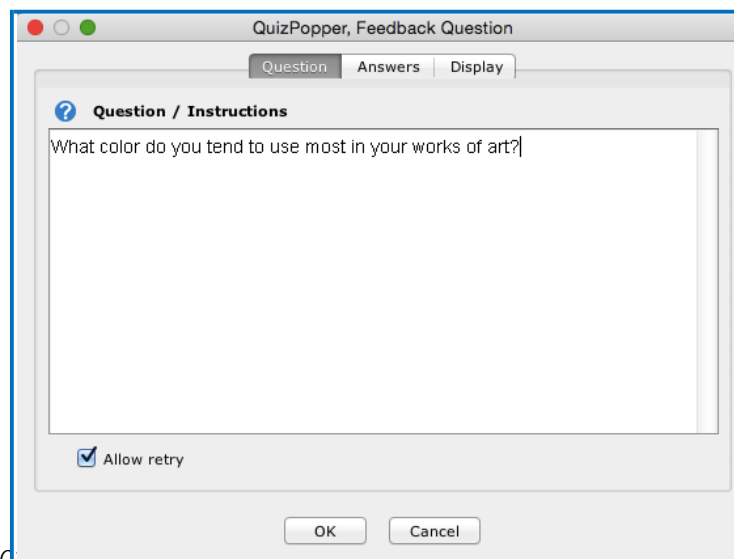 QuizPopper, Feedback Question
Question Answers Display
Question / Instructions
What color do you tend to use most in your works of art?
Allow retry
OK Cancel